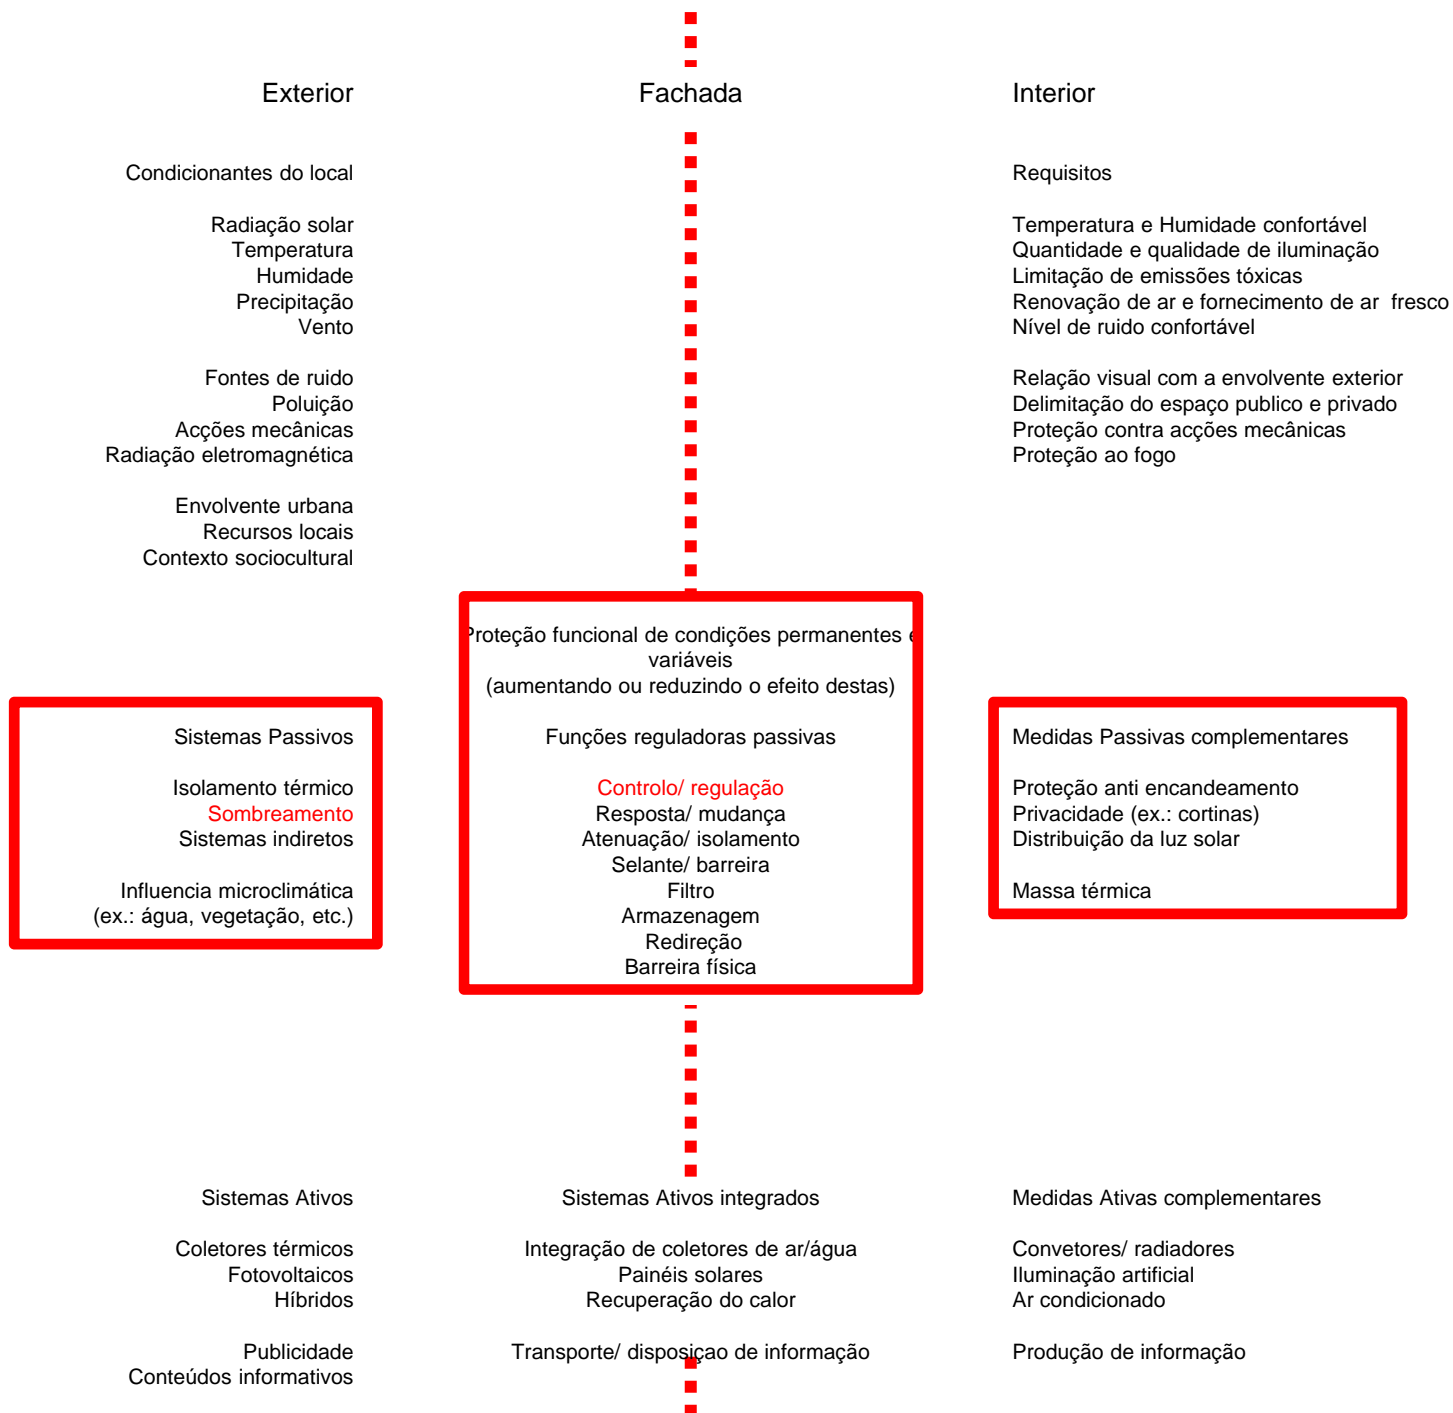 Exterior
Fachada
Interior
Condicionantes do local
Requisitos
Radiação solar
Temperatura
Humidade
Precipitação
Vento
Temperatura e Humidade confortável
Quantidade e qualidade de iluminação
Limitação de emissões tóxicas
Renovação de ar e fornecimento de ar  fresco
Nível de ruido confortável
Fontes de ruido
Poluição
Acções mecânicas
Radiação eletromagnética
Relação visual com a envolvente exterior
Delimitação do espaço publico e privado
Proteção contra acções mecânicas
Proteção ao fogo
Envolvente urbana
Recursos locais
Contexto sociocultural
Proteção funcional de condições permanentes e
variáveis
(aumentando ou reduzindo o efeito destas)
Sistemas Passivos
Isolamento térmico
Sombreamento
Sistemas indiretos
Influencia microclimática
(ex.: água, vegetação, etc.)
Funções reguladoras passivas
Controlo/ regulação
Resposta/ mudança
Atenuação/ isolamento
Selante/ barreira
Filtro
Armazenagem
Redireção
Barreira física
Medidas Passivas complementares
Proteção anti encandeamento
Privacidade (ex.: cortinas)
Distribuição da luz solar
Massa térmica
Sistemas Ativos
Coletores térmicos
Fotovoltaicos
Híbridos
Publicidade
Conteúdos informativos
Sistemas Ativos integrados
Integração de coletores de ar/água
Painéis solares
Recuperação do calor
Transporte/ disposiçao de informação
Medidas Ativas complementares
Convetores/ radiadores
Iluminação artificial
Ar condicionado
Produção de informação